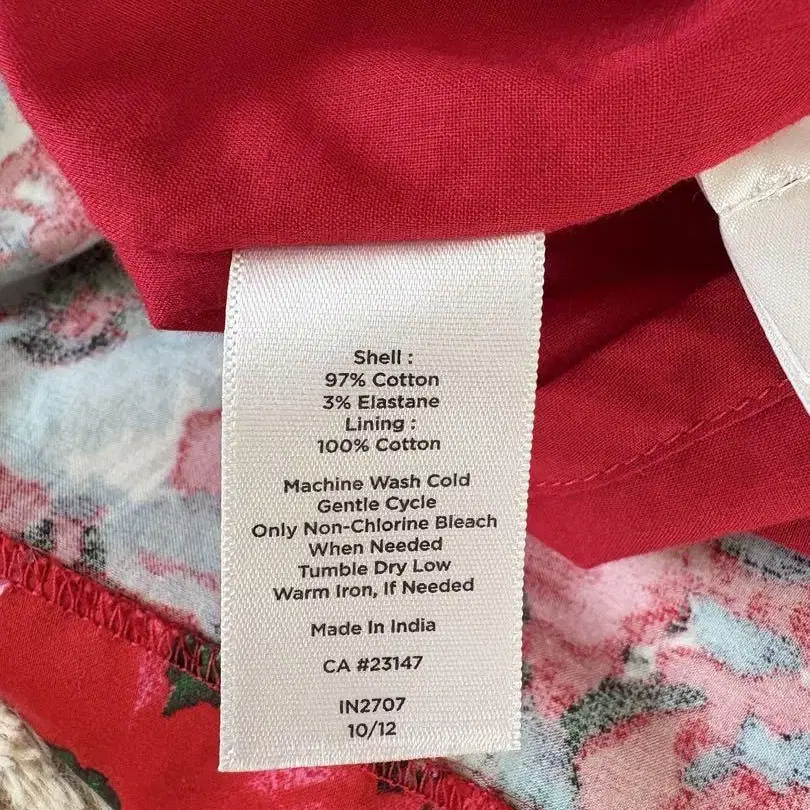 Shell :
97% Cotton
3% Elastane
Lining :
100% Cotton
Machine Wash Cold
Gentle Cycle
Only Non-Chlorine Bleach
When Needed
Tumble Dry Low
Warm Iron, If Needed
Made In India
CA #23147
IN2707
10/12